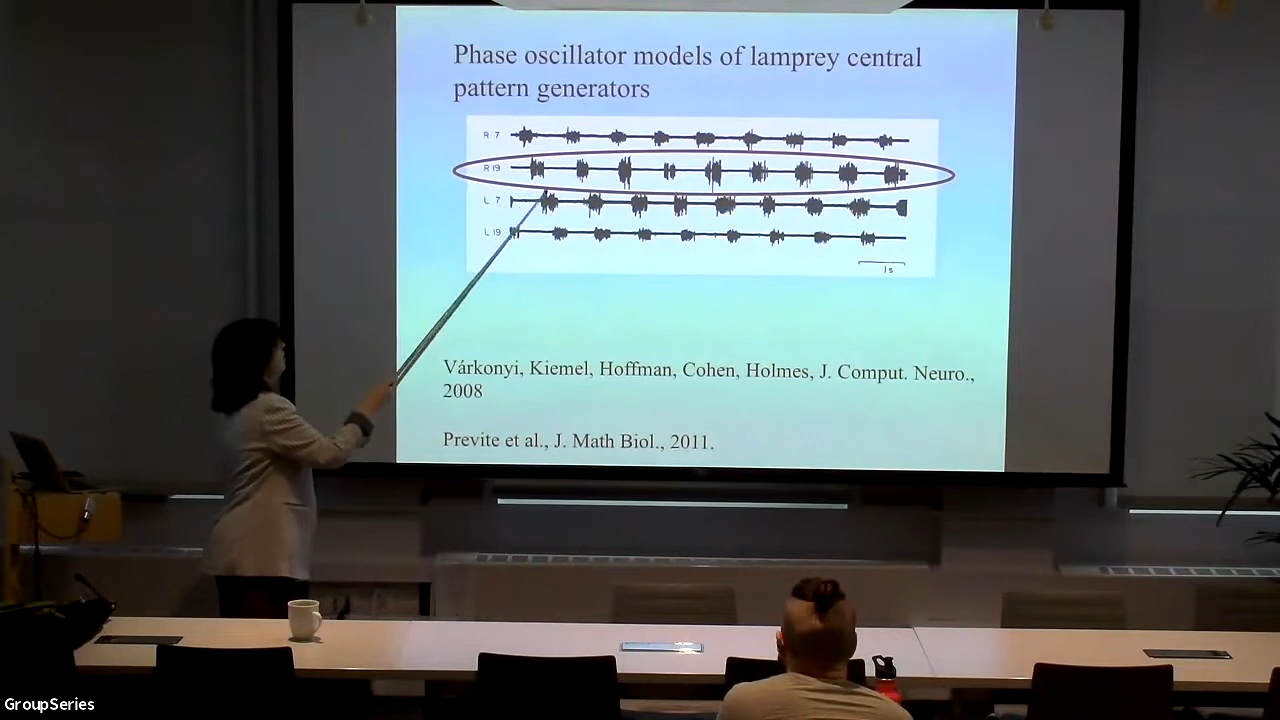 Phase oscillator models of lamprey central
pattern generators
R 7
R 19
L 7
L 19
1s
Várkonyi, Kiemel, Hoffman, Cohen, Holmes, J. Comput. Neuro.,
2008
Previte et al., J. Math Biol., 2011.
GroupSeries